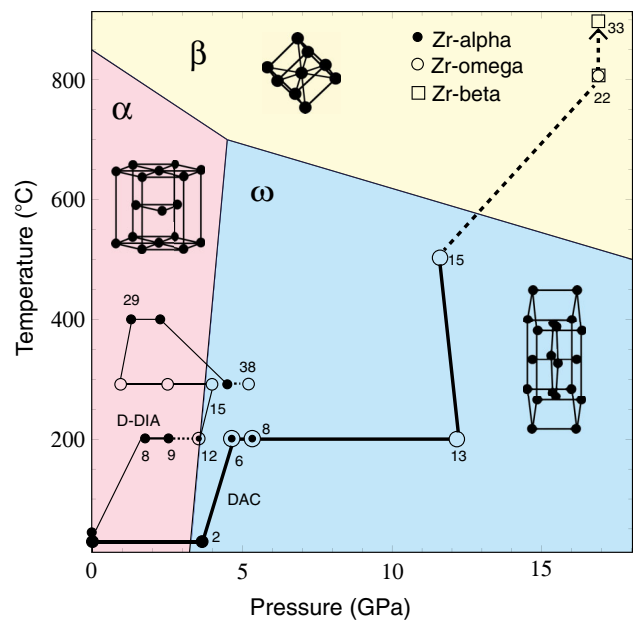 33
β
Zr-alpha
Zr-omega
Zr-beta
800
22
α
600
ω
15
29
400
38
15
D-DIA
200
8
9
12
6
8
13
DAC
2
0
5
10
15
Temperature (°C)
Pressure (GPa)